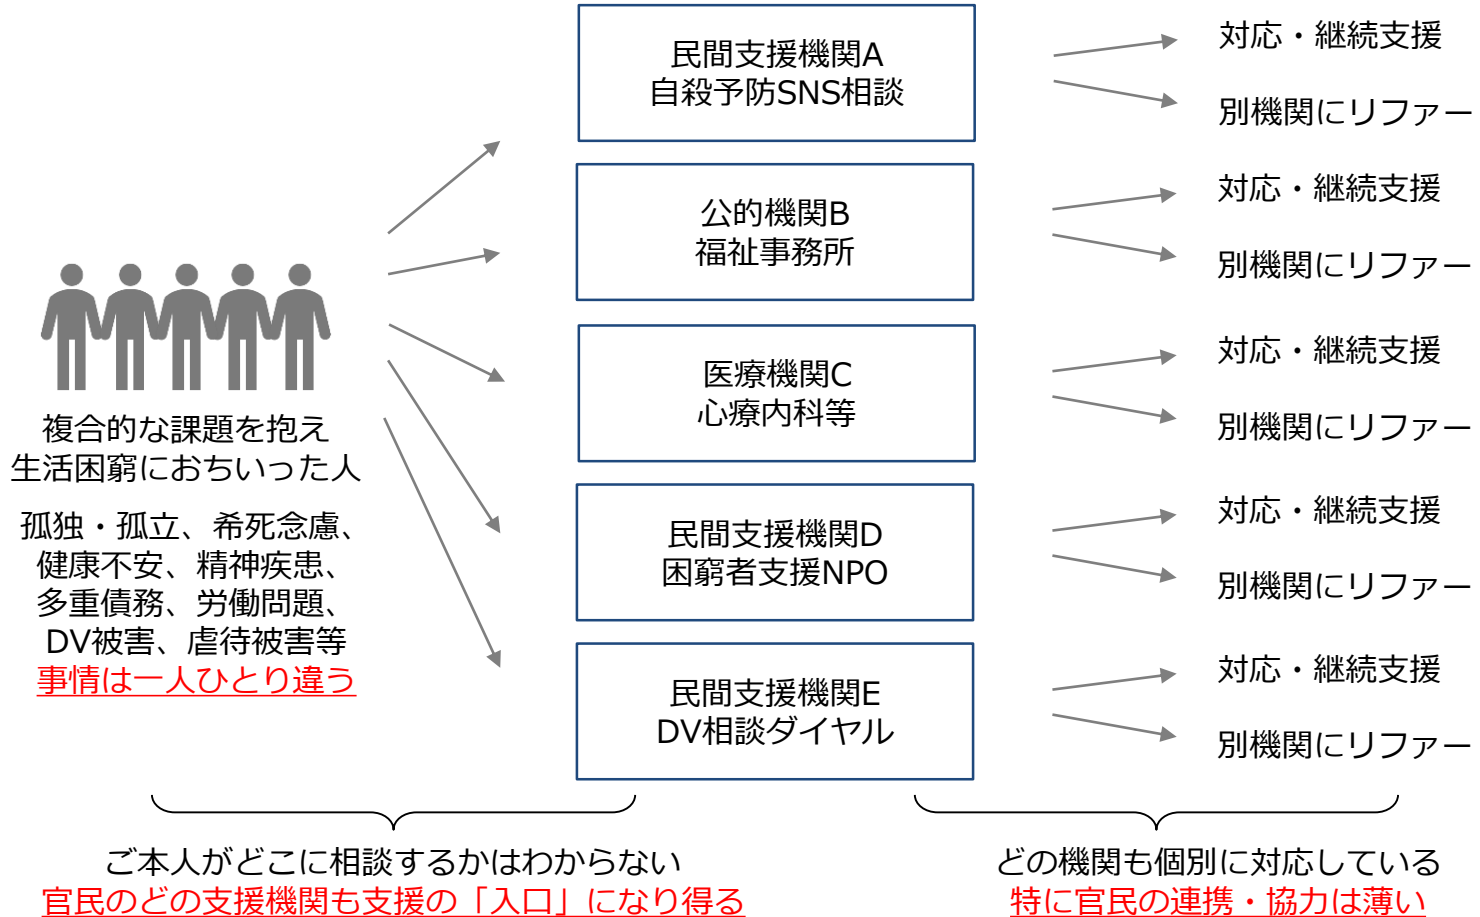 複合的な課題を抱え
生活困窮におちいった人
孤独・孤立、希死念慮、
健康不安、精神疾患、
多重債務、労働問題、
DV被害、虐待被害等
事情は一人ひとり違う
民間支援機関A
自殺予防SNS相談
対応・継続支援
別機関にリファー
公的機関B
福祉事務所
対応・継続支援
別機関にリファー
医療機関C
心療内科等
対応・継続支援
別機関にリファー
民間支援機関D
困窮者支援NPO
対応・継続支援
別機関にリファー
民間支援機関E
DV相談ダイヤル
対応・継続支援
別機関にリファー
ご本人がどこに相談するかはわからない
官民のどの支援機関も支援の「入口」になり得る
どの機関も個別に対応している
特に官民の連携・協力は薄い